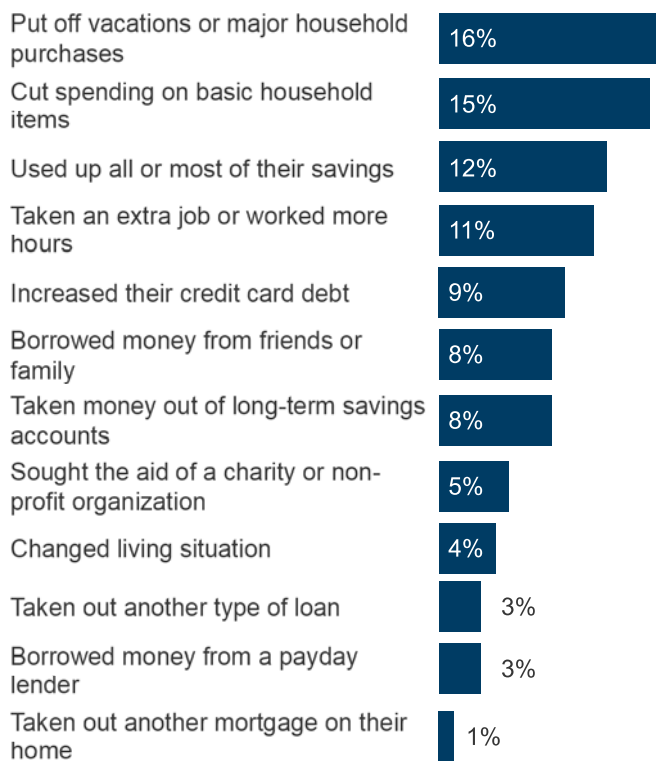 Put off vacations or major household
purchases
16%
Cut spending on basic household
items
15%
Used up all or most of their savings
12%
Taken an extra job or worked more
hours
11%
Increased their credit card debt
9%
Borrowed money from friends or
family
8%
Taken money out of long-term savings
accounts
8%
Sought the aid of a charity or non-
profit organization
5%
Changed living situation
4%
Taken out another type of loan
3%
Borrowed money from a payday
lender
3%
Taken out another mortgage on their
home
1%